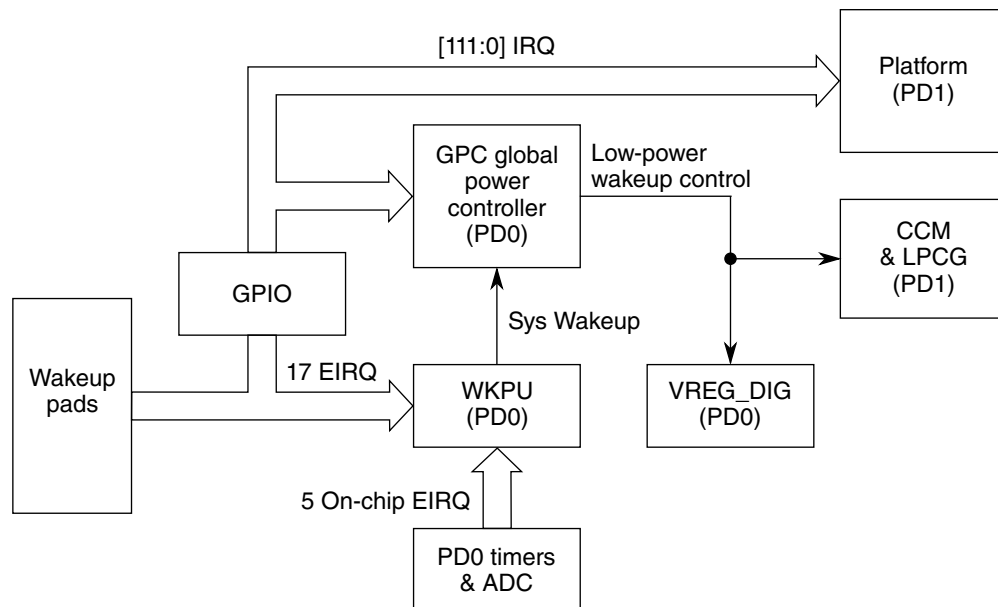 [111:0] IRQ
Platform
(PD1)
GPC global
power
controller
(PD0)
Low-power
wakeup control
CCM
& LPCG
(PD1)
GPIO
Sys Wakeup
Wakeup
pads
17 EIRQ
WKPU
(PD0)
VREG_DIG
(PD0)
5 On-chip EIRQ
PD0 timers
& ADC